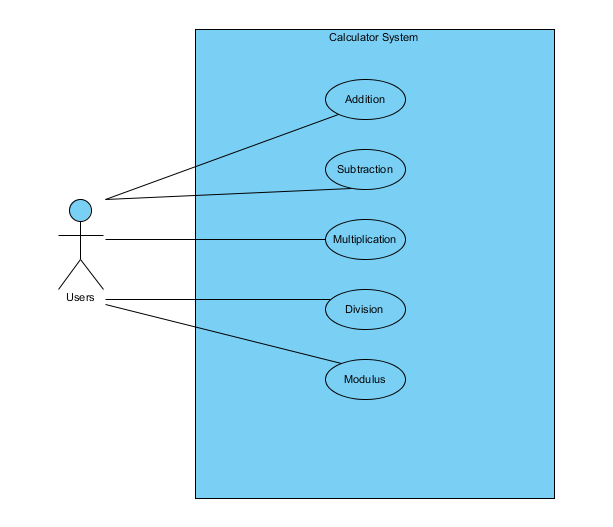 Calculator System
Addition
Subtraction
Multiplication
Division
Modulus
Users